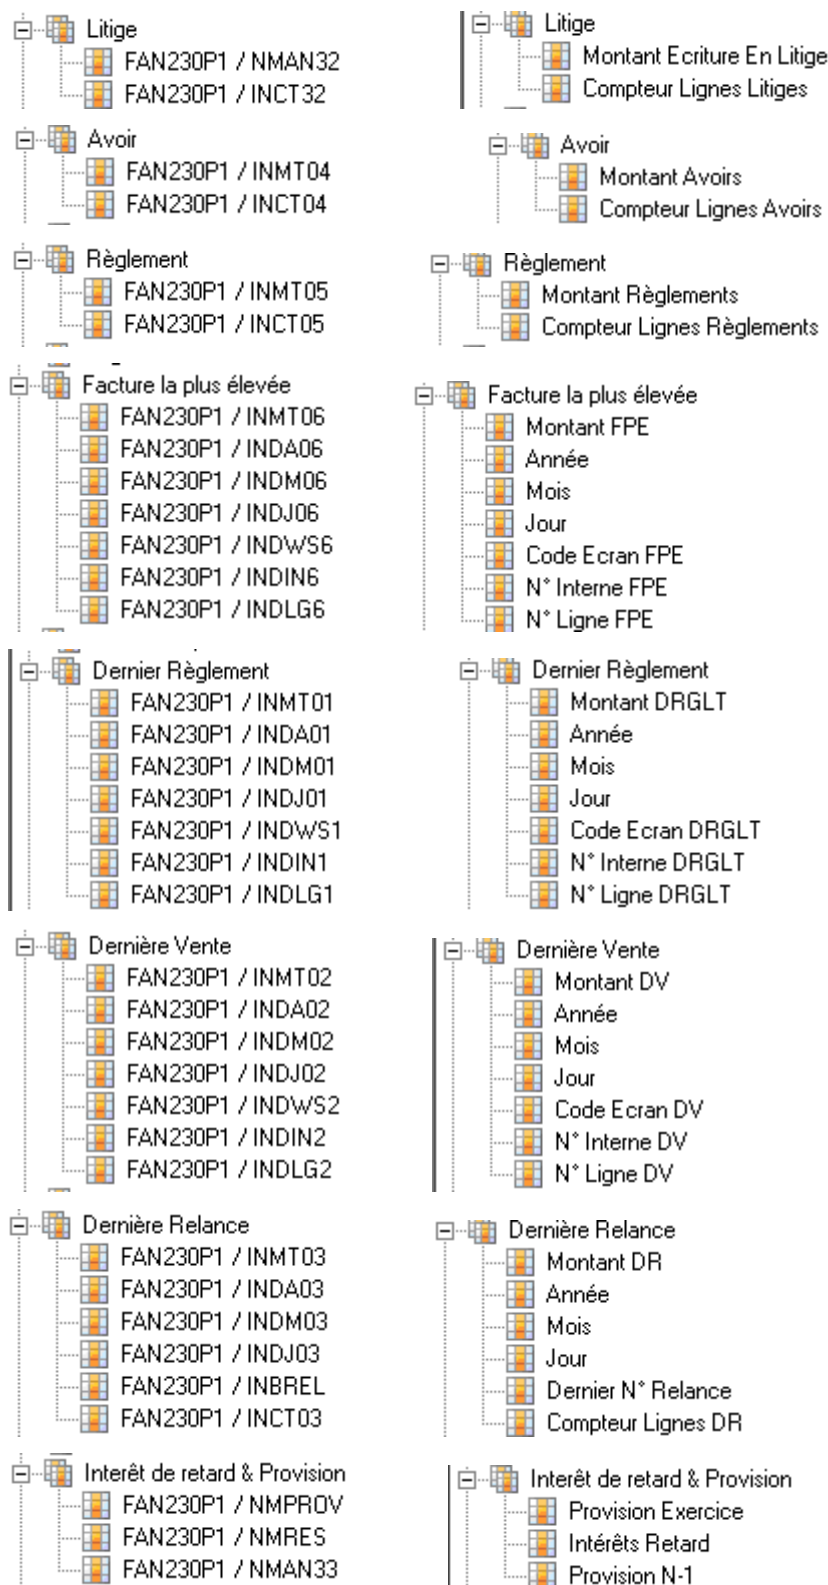 Litige
FAN230P1 / NMAN32
FAN230P1 / INCT32
Litige
Montant Ecriture En Litige
Compteur Lignes Litiges
Avoir
FAN230P1 / INMT04
FAN230P1 / INCT04
Avoir
Montant Avoirs
Compteur Lignes Avoirs
Règlement
FAN230P1 / INMT05
FAN230P1 / INCT05
Règlement
Montant Règlements
Compteur Lignes Règlements
Facture la plus élevée
FAN230P1 / INMT06
FAN230P1 / INDA06
FAN230P1 / INDM06
FAN230P1 / INDJ06
FAN230P1 / INDWS6
FAN230P1 / INDIN6
FAN230P1 / INDLG6
Facture la plus élevée
Montant FPE
Année
Mois
Jour
Code Ecran FPE
N° Interne FPE
N° Ligne FPE
Dernier Règlement
FAN230P1 / INMT01
FAN230P1 / INDA01
FAN230P1 / INDM01
FAN230P1 / INDJ01
FAN230P1 / INDWS1
FAN230P1 / INDIN1
FAN230P1 / INDLG1
Dernier Règlement
Montant DRGLT
Année
Mois
Jour
Code Ecran DRGLT
N° Interne DRGLT
N° Ligne DRGLT
Dernière Vente
FAN230P1 / INMT02
FAN230P1 / INDA02
FAN230P1 / INDM02
FAN230P1 / INDJ02
FAN230P1 / INDWS2
FAN230P1 / INDIN2
FAN230P1 / INDLG2
Dernière Vente
Montant DV
Année
Mois
Jour
Code Ecran DV
N° Interne DV
N° Ligne DV
Dernière Relance
FAN230P1 / INMT03
FAN230P1 / INDA03
FAN230P1 / INDM03
FAN230P1 / INDJ03
FAN230P1 / INBREL
FAN230P1 / INCT03
Dernière Relance
Montant DR
Année
Mois
Jour
Dernier N° Relance
Compteur Lignes DR
Interêt de retard & Provision
FAN230P1 / NMPROV
FAN230P1 / NMRES
FAN230P1 / NMAN33
Interêt de retard & Provision
Provision Exercice
Intérêts Retard
Provision N-1